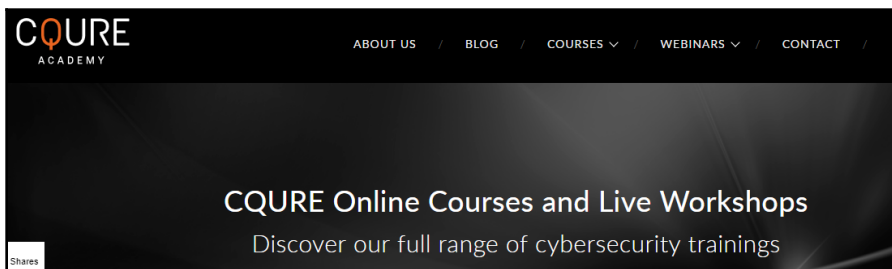 CQURE
ACADEMY
ABOUT US / BLOG / COURSES / WEBINARS / CONTACT /
CQURE Online Courses and Live Workshops
Discover our full range of cybersecurity trainings
Shares